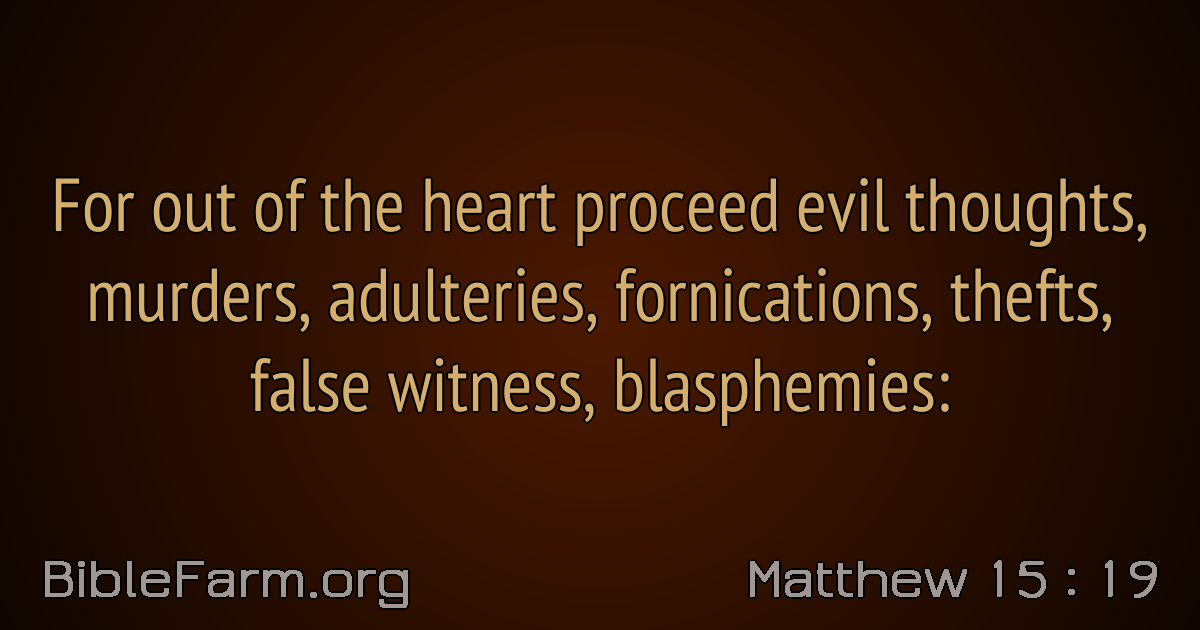 For out of the heart proceed evil thoughts,
murders, adulteries, fornications, thefts,
false witness, blasphemies:
BibleFarm.org
Matthew 15 : 19